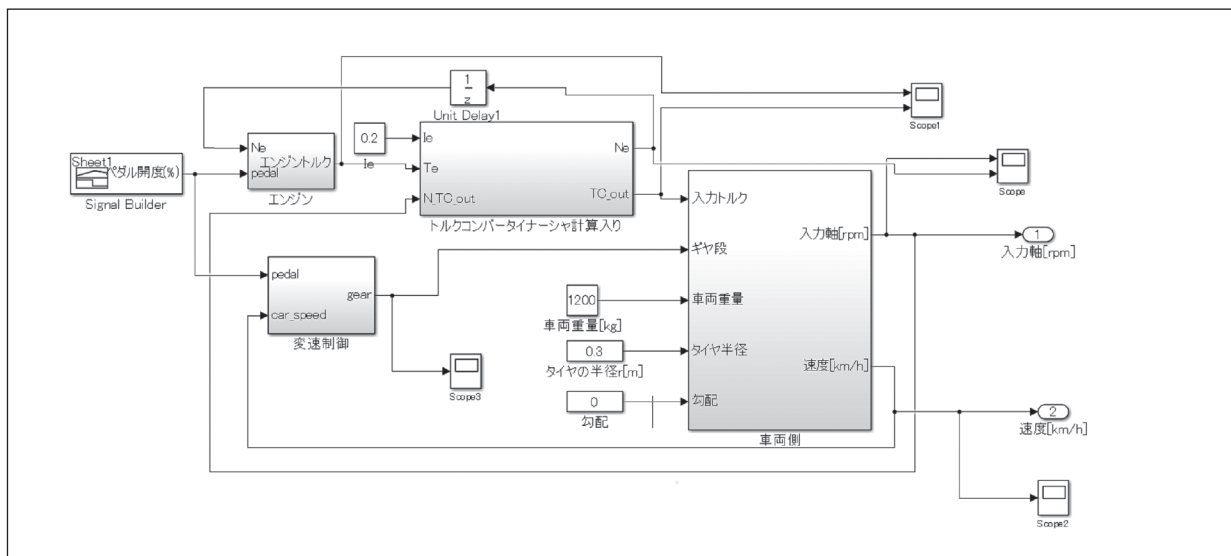 1
z
Unit Delay1
Scope1
0.2
Ie
Ie
Te
N_TC_out
Ne
TC_out
トルクコンバータイナーシャ計算入り
Ne
pedal
エンジントルク
エンジン
Sheet1
ペダル開度(%)
Signal Builder
Scope
入力トルク
ギヤ段
車両重量
タイヤ半径
勾配
入力軸[rpm]
速度[km/h]
車両側
1
入力軸[rpm]
pedal
car_speed
gear
変速制御
1200
車両重量[kg]
0.3
タイヤの半径r[m]
0
勾配
Scope3
2
速度[km/h]
Scope2